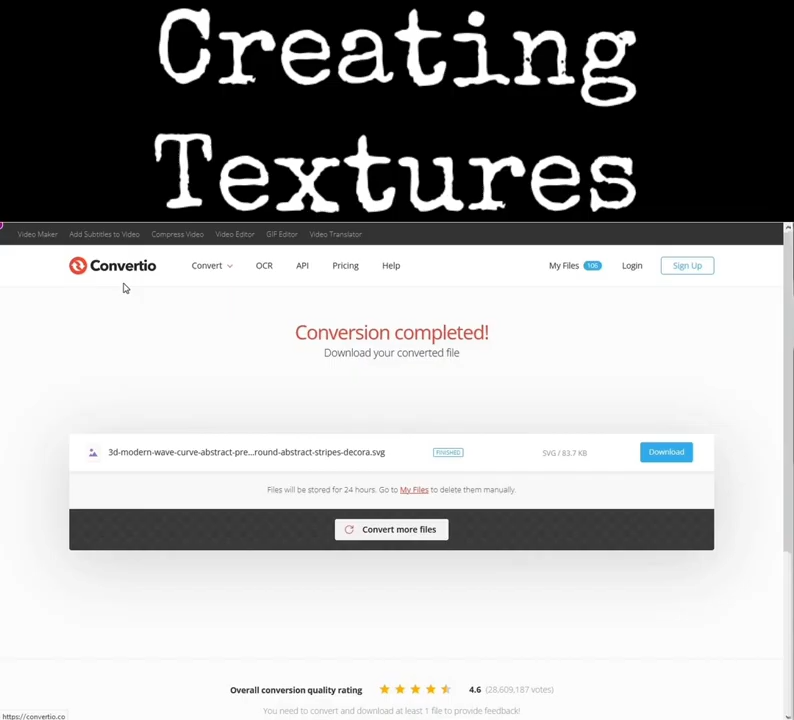 Creating
Textures
Video Maker Add Subtitles to Video Compress Video Video Editor GIF Editor Video Translator
Convertio Convert OCR API Pricing Help My Files 106 Login Sign Up
Conversion completed!
Download your converted file
3d-modern-wave-curve-abstract-pre...round-abstract-stripes-decora.svg FINISHED SVG / 83.7 KB Download
Files will be stored for 24 hours. Go to My Files to delete them manually.
Convert more files
Overall conversion quality rating 4.6 (28,609,187 votes)
You need to convert and download at least 1 file to provide feedback!
https://convertio.co